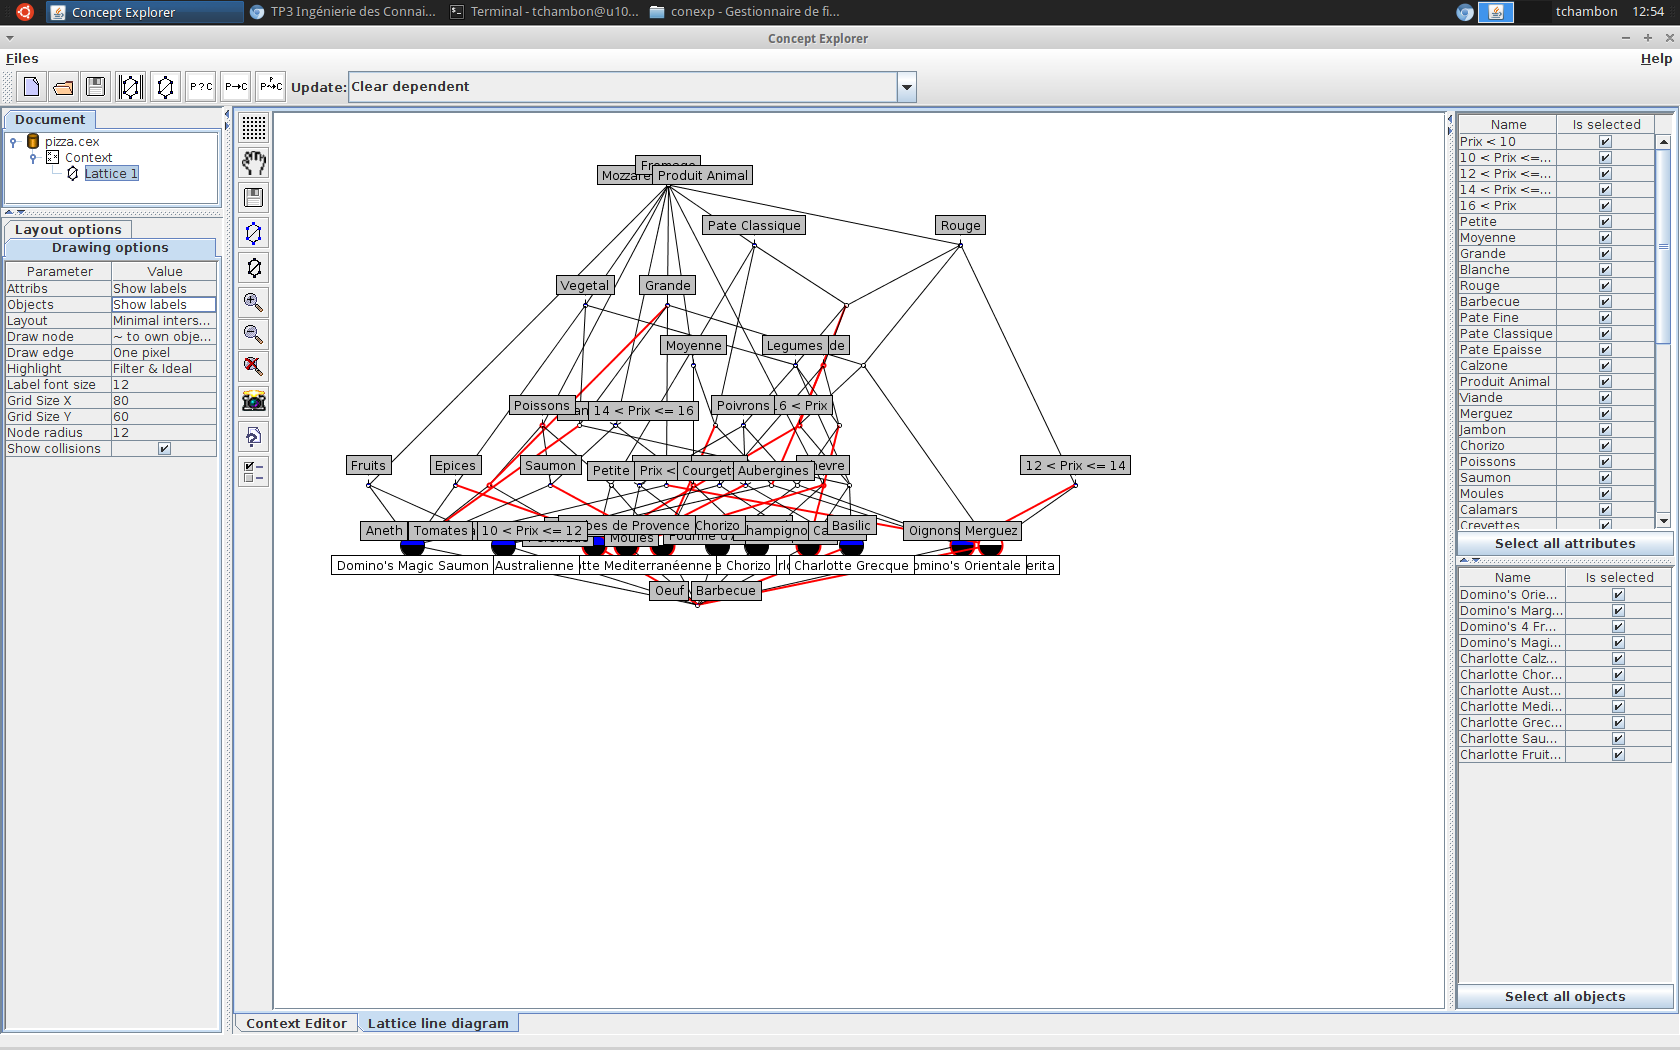 Concept Explorer
TP3 Ingénierie des Connai...
Terminal - tchambon@u10...
conexp - Gestionnaire de fi...
tchambon
12:54
Concept Explorer
Files
Help
P?C
P→C
Update:
Clear dependent
Document
pizza.cex
Context
Lattice 1
Layout options
Drawing options
Parameter Value
Attribs Show labels
Objects Show labels
Layout Minimal inters...
Draw node ~ to own obje...
Draw edge One pixel
Highlight Filter & Ideal
Label font size 12
Grid Size X 80
Grid Size Y 60
Node radius 12
Show collisions
Produit Animal
Pate Classique
Rouge
Vegetal
Grande
Moyenne
Legumes
de
Poissons
14 < Prix <= 16
Poivrons
6 < Prix
Fruits
Epices
Saumon
Petite
Prix <
Courget
Aubergines
12 < Prix <= 14
Aneth
Tomates
10 < Prix <= 12
bes de Provence
Chorizo
Basilic
Oignons
Merguez
Moules
Domino's Magic Saumon
Australienne
tte Mediterranéenne
e Chorizo
Charlotte Grecque
omino's Orientale
erita
Oeuf
Barbecue
Context Editor
Lattice line diagram
Name Is selected
Prix < 10
10 < Prix <=...
12 < Prix <=...
14 < Prix <=...
16 < Prix
Petite
Moyenne
Grande
Blanche
Rouge
Barbecue
Pate Fine
Pate Classique
Pate Epaisse
Calzone
Produit Animal
Viande
Merguez
Jambon
Chorizo
Poissons
Saumon
Moules
Calamars
Crevettes
Select all attributes
Name Is selected
Domino's Orie...
Domino's Marg...
Domino's 4 Fr...
Domino's Magi...
Charlotte Calz...
Charlotte Chor...
Charlotte Aust...
Charlotte Medi...
Charlotte Grec...
Charlotte Sau...
Charlotte Fruit...
Select all objects